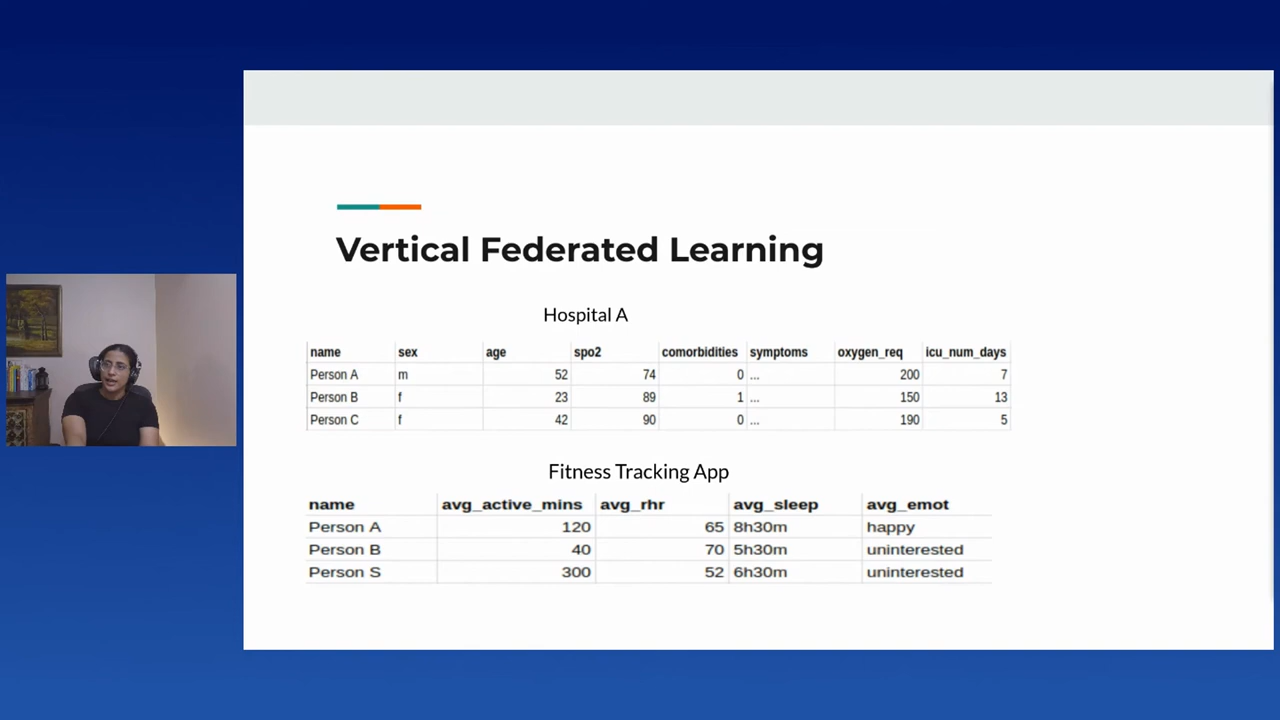 Vertical Federated Learning
Hospital A
name sex age spo2 comorbidities symptoms oxygen_req icu_num_days
Person A m 52 74 0 ... 200 7
Person B f 23 89 1 ... 150 13
Person C f 42 90 0 ... 190 5
Fitness Tracking App
name avg_active_mins avg_rhr avg_sleep avg_emot
Person A 120 65 8h30m happy
Person B 40 70 5h30m uninterested
Person S 300 52 6h30m uninterested